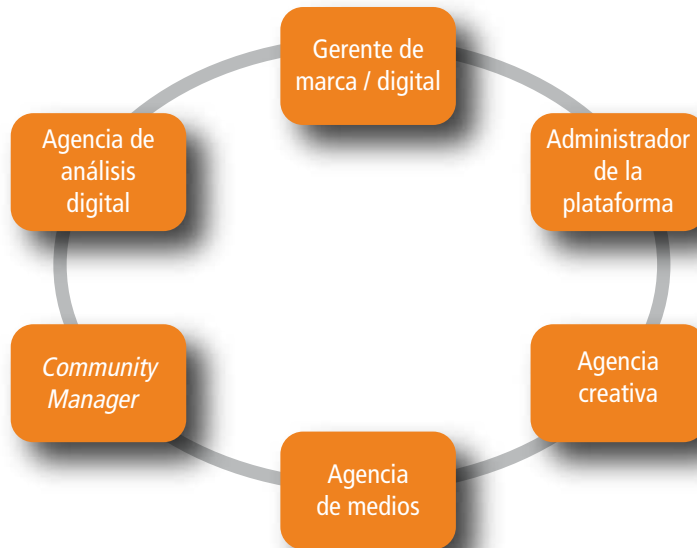 Gerente de
marca / digital
Administrador
de la
plataforma
Agencia
creativa
Agencia
de medios
Community
Manager
Agencia de
análisis
digital